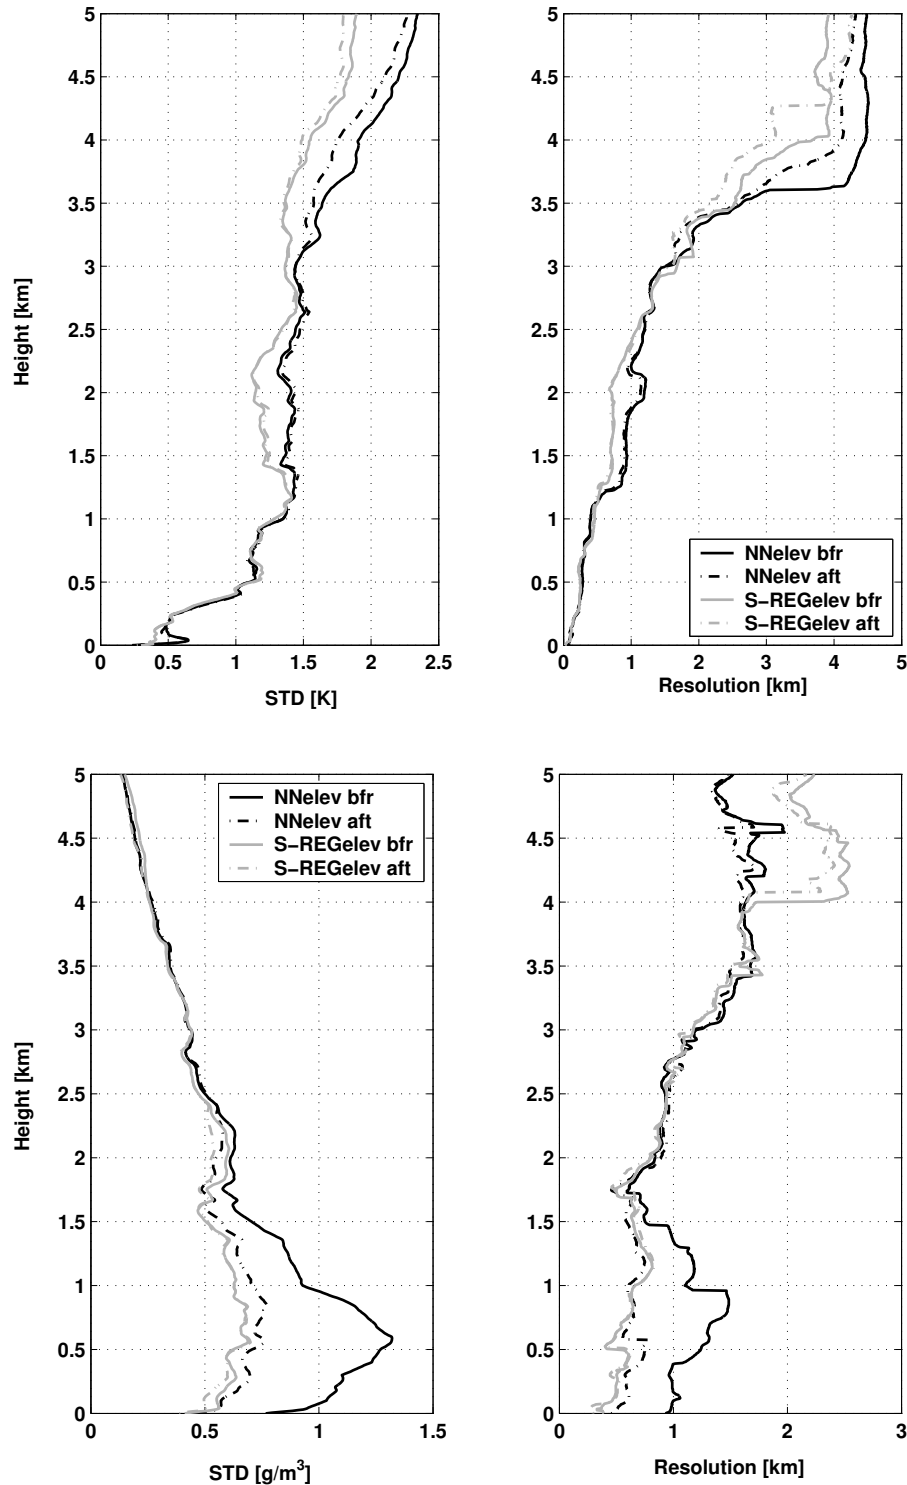 5
4.5
4
3.5
3
2.5
2
1.5
1
0.5
0
Height [km]
0 0.5 1 1.5 2 2.5
STD [K]
5
4.5
4
3.5
3
2.5
2
1.5
1
0.5
0
NNelev bfr
NNelev aft
S−REGelev bfr
S−REGelev aft
0 1 2 3 4 5
Resolution [km]
5
4.5
4
3.5
3
2.5
2
1.5
1
0.5
0
Height [km]
NNelev bfr
NNelev aft
S−REGelev bfr
S−REGelev aft
0 0.5 1 1.5
STD [g/m³]
5
4.5
4
3.5
3
2.5
2
1.5
1
0.5
0
0 1 2 3
Resolution [km]